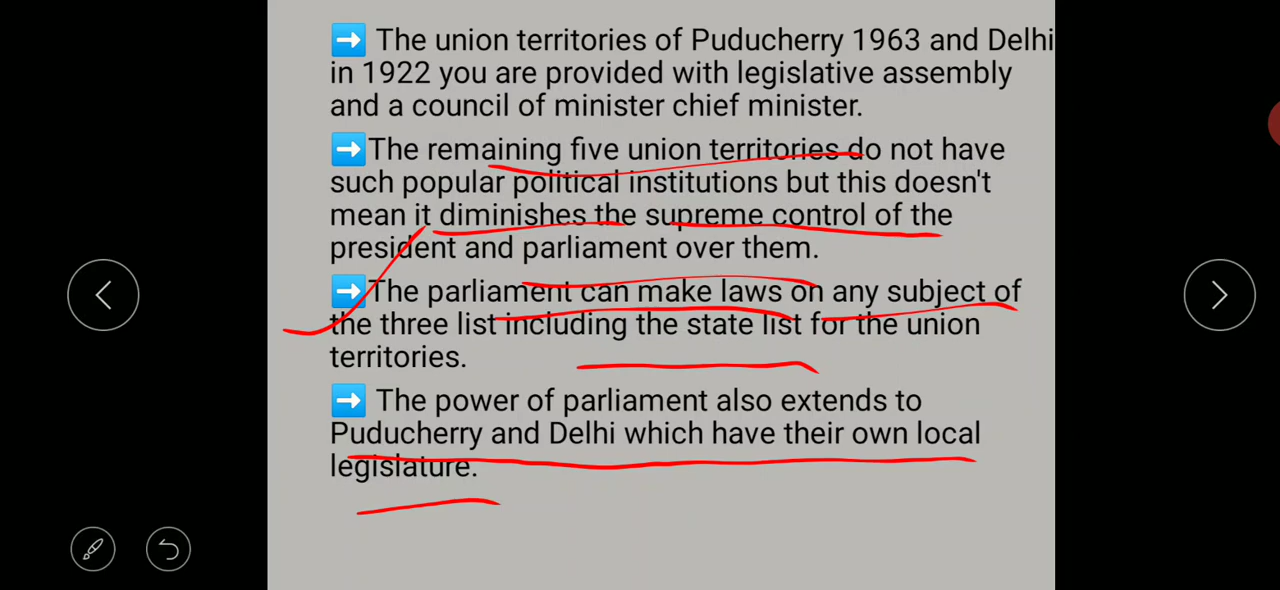 ➡️ The union territories of Puducherry 1963 and Delhi
in 1922 you are provided with legislative assembly
and a council of minister chief minister.
➡️The remaining five union territories do not have
such popular political institutions but this doesn't
mean it diminishes the supreme control of the
president and parliament over them.
➡️The parliament can make laws on any subject of
the three list including the state list for the union
territories.
➡️ The power of parliament also extends to
Puducherry and Delhi which have their own local
legislature.